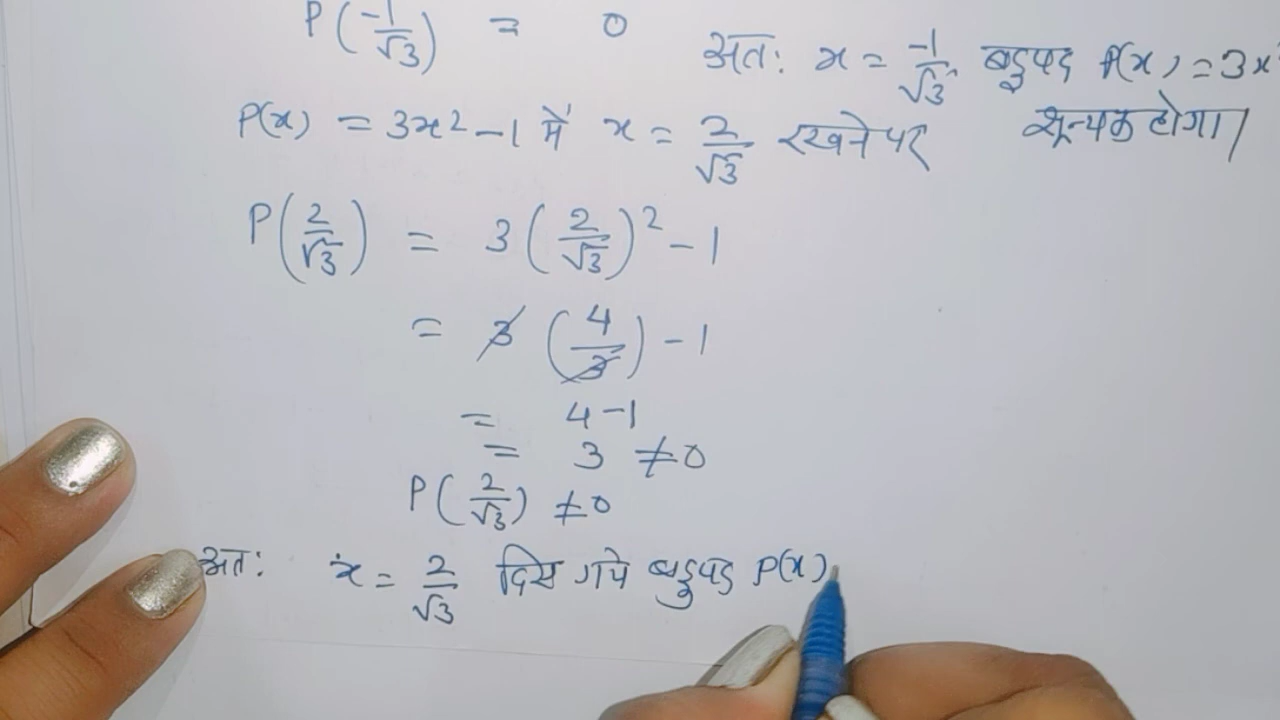 P(-1/√3) = 0
अतः x = -1/√3 बहुपद P(x) = 3x²
शून्यक होगा।
P(x) = 3x² - 1 में x = 2/√3 रखने पर
P(2/√3) = 3(2/√3)² - 1
= 3(4/3) - 1
= 4 - 1
= 3 ≠ 0
P(2/√3) ≠ 0
अतः x = 2/√3 दिए गये बहुपद P(x)